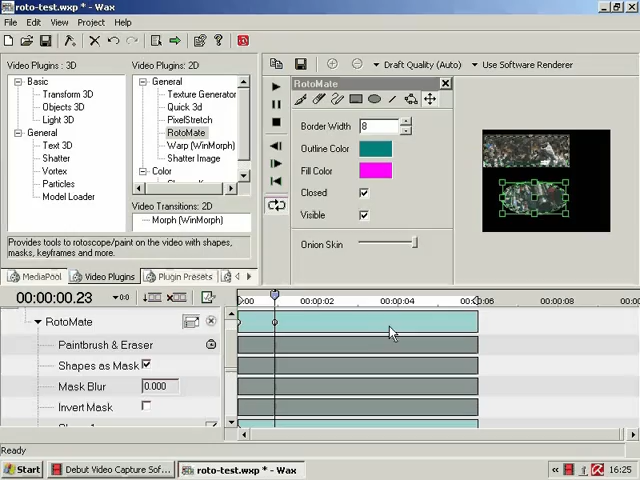 roto-test.wxp * - Wax
File Edit View Project Help
Draft Quality (Auto) Use Software Renderer
Video Plugins : 3D
Basic
Transform 3D
Objects 3D
Light 3D
General
Text 3D
Shatter
Vortex
Particles
Model Loader
Video Plugins: 2D
General
Texture Generator
Quick 3d
PixelStretch
RotoMate
Warp (WinMorph)
Shatter Image
Color
Video Transitions: 2D
Morph (WinMorph)
Provides tools to rotoscope/paint on the video with shapes, masks, keyframes and more.
MediaPool Video Plugins Plugin Presets
RotoMate
Border Width 8
Outline Color
Fill Color
Closed
Visible
Onion Skin
00:00:00.23
:0:0
:00 00:00:02 00:00:04 00:00:06 00:00:08
RotoMate
Paintbrush & Eraser
Shapes as Mask
Mask Blur 0.000
Invert Mask
Ready
Start Debut Video Capture Sof... roto-test.wxp * - Wax 16:25